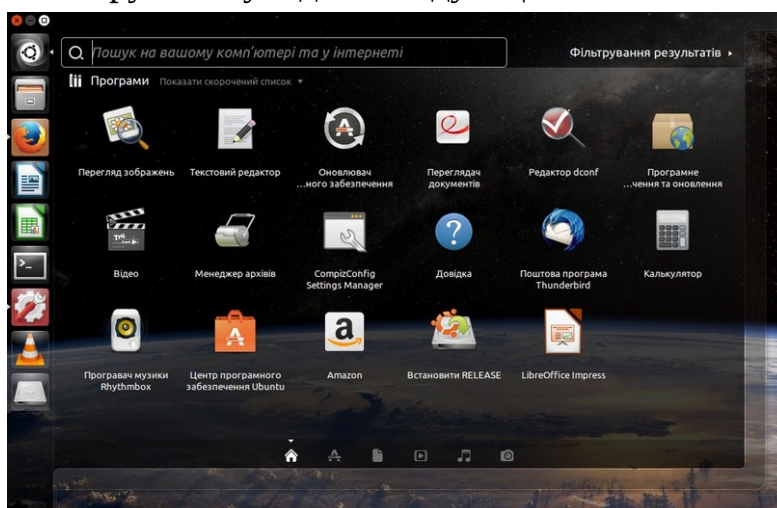 Пошук на вашому комп'ютері та у інтернеті
Фільтрування результатів
Програми Показати скорочений список
Перегляд зображень
Текстовий редактор
Оновлювач
...ного забезпечення
Переглядач
документів
Редактор dconf
Програмне
...чення та оновлення
Відео
Менеджер архівів
CompizConfig
Settings Manager
Довідка
Поштова програма
Thunderbird
Калькулятор
Програвач музики
Rhythmbox
Центр програмного
забезпечення Ubuntu
Amazon
Встановити RELEASE
LibreOffice Impress